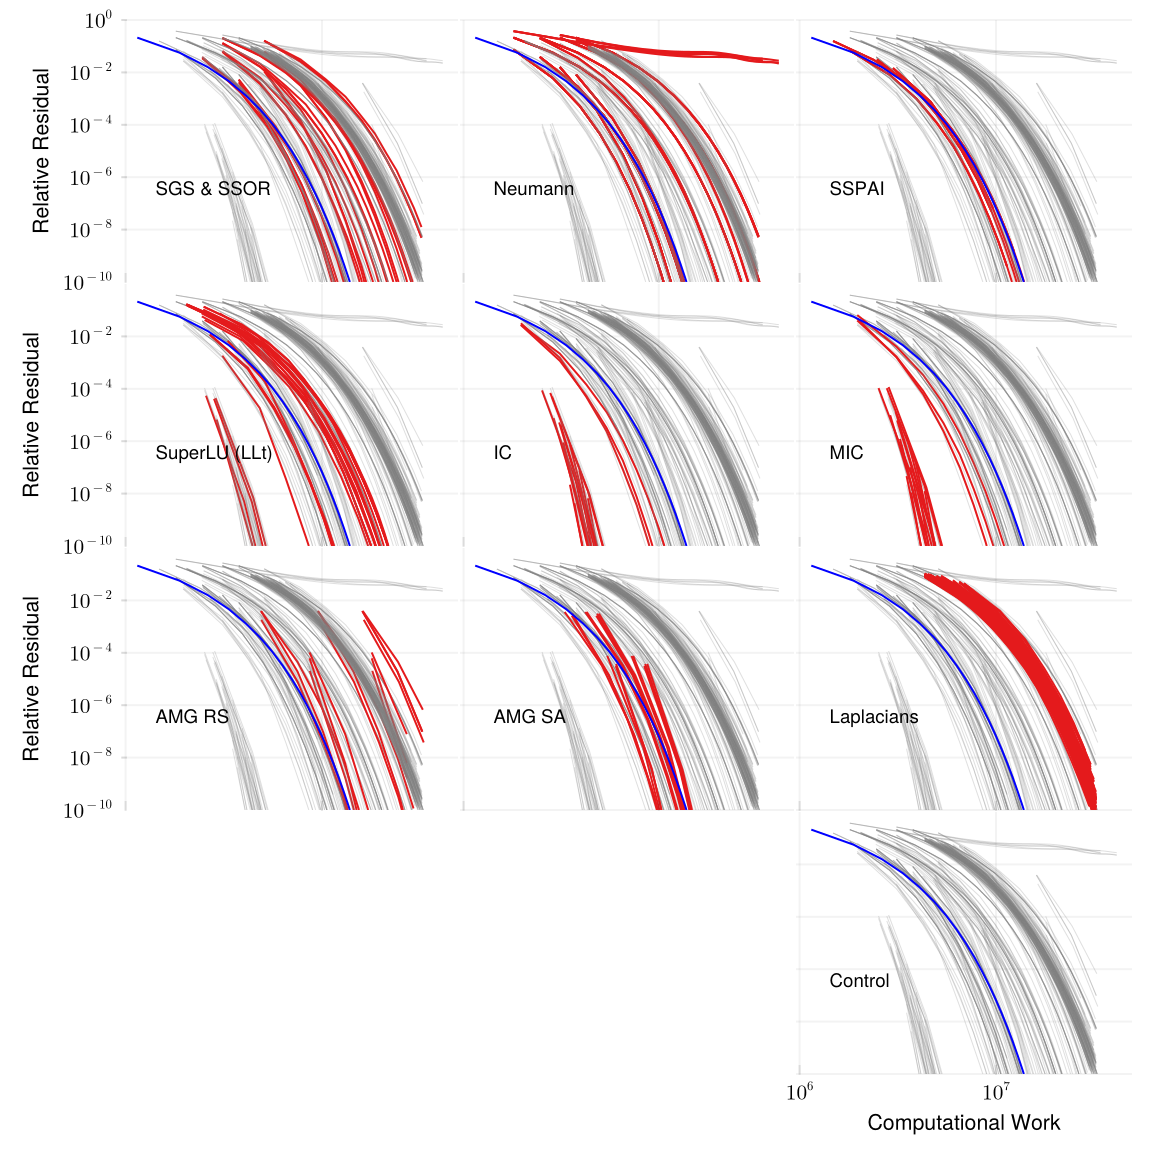 10^0
10^−2
10^−4
10^−6
10^−8
10^−10
Relative Residual
SGS & SSOR
Neumann
SSPAI
10^−2
10^−4
10^−6
10^−8
10^−10
Relative Residual
SuperLU (LLt)
IC
MIC
10^−2
10^−4
10^−6
10^−8
10^−10
Relative Residual
AMG RS
AMG SA
Laplacians
Control
10^6
10^7
Computational Work